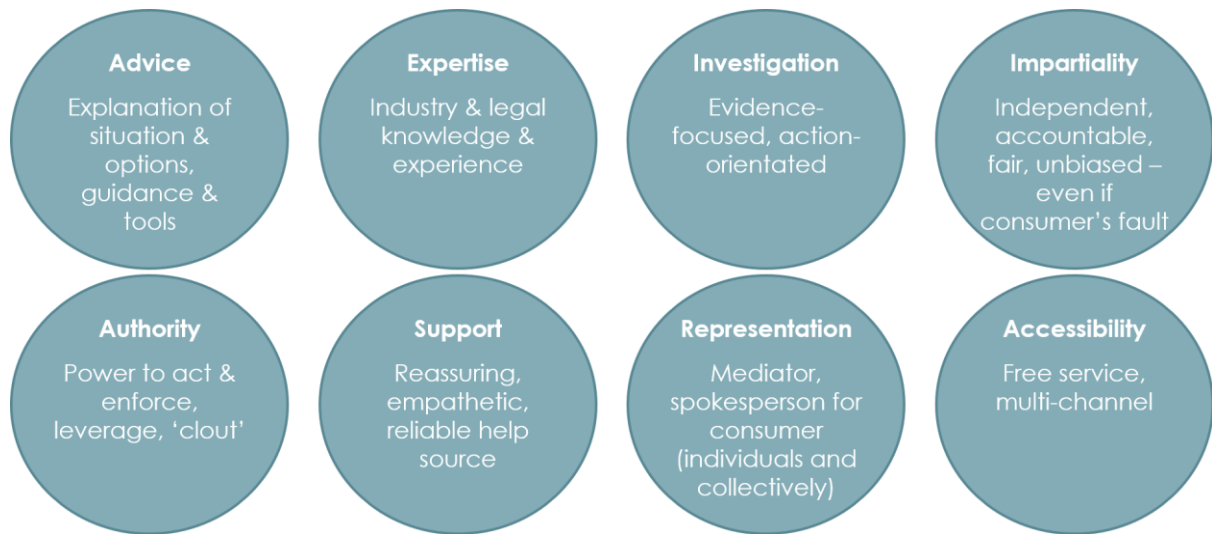 Advice
Explanation of
situation &
options,
guidance &
tools
Expertise
Industry & legal
knowledge &
experience
Investigation
Evidence-
focused, action-
orientated
Impartiality
Independent,
accountable,
fair, unbiased –
even if
consumer’s fault
Authority
Power to act &
enforce,
leverage, ‘clout’
Support
Reassuring,
empathetic,
reliable help
source
Representation
Mediator,
spokesperson for
consumer
(individuals and
collectively)
Accessibility
Free service,
multi-channel